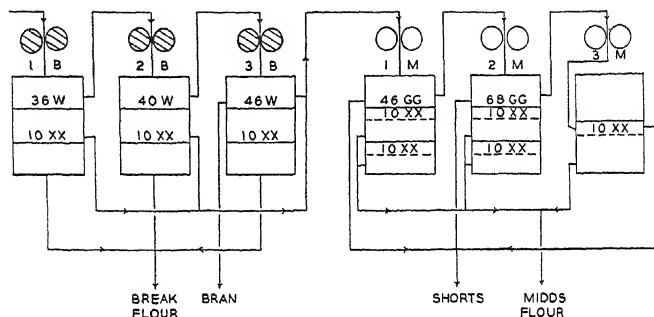 1 B 2 B 3 B 1 M 2 M 3 M
36 W 40 W 46 W 46 GG 68 GG
10 XX 10 XX
10 XX 10 XX 10 XX 10 XX
10 XX 10 XX
BREAK FLOUR BRAN SHORTS MIDDS FLOUR